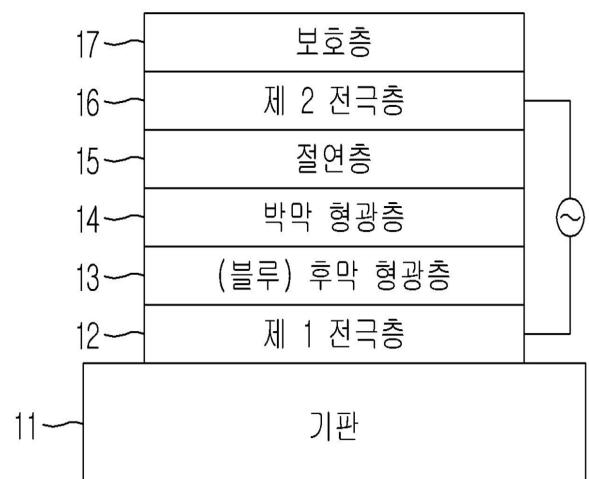 17 보호층
16 제 2 전극층
15 절연층
14 박막 형광층
13 (블루) 후막 형광층
12 제 1 전극층
11 기판